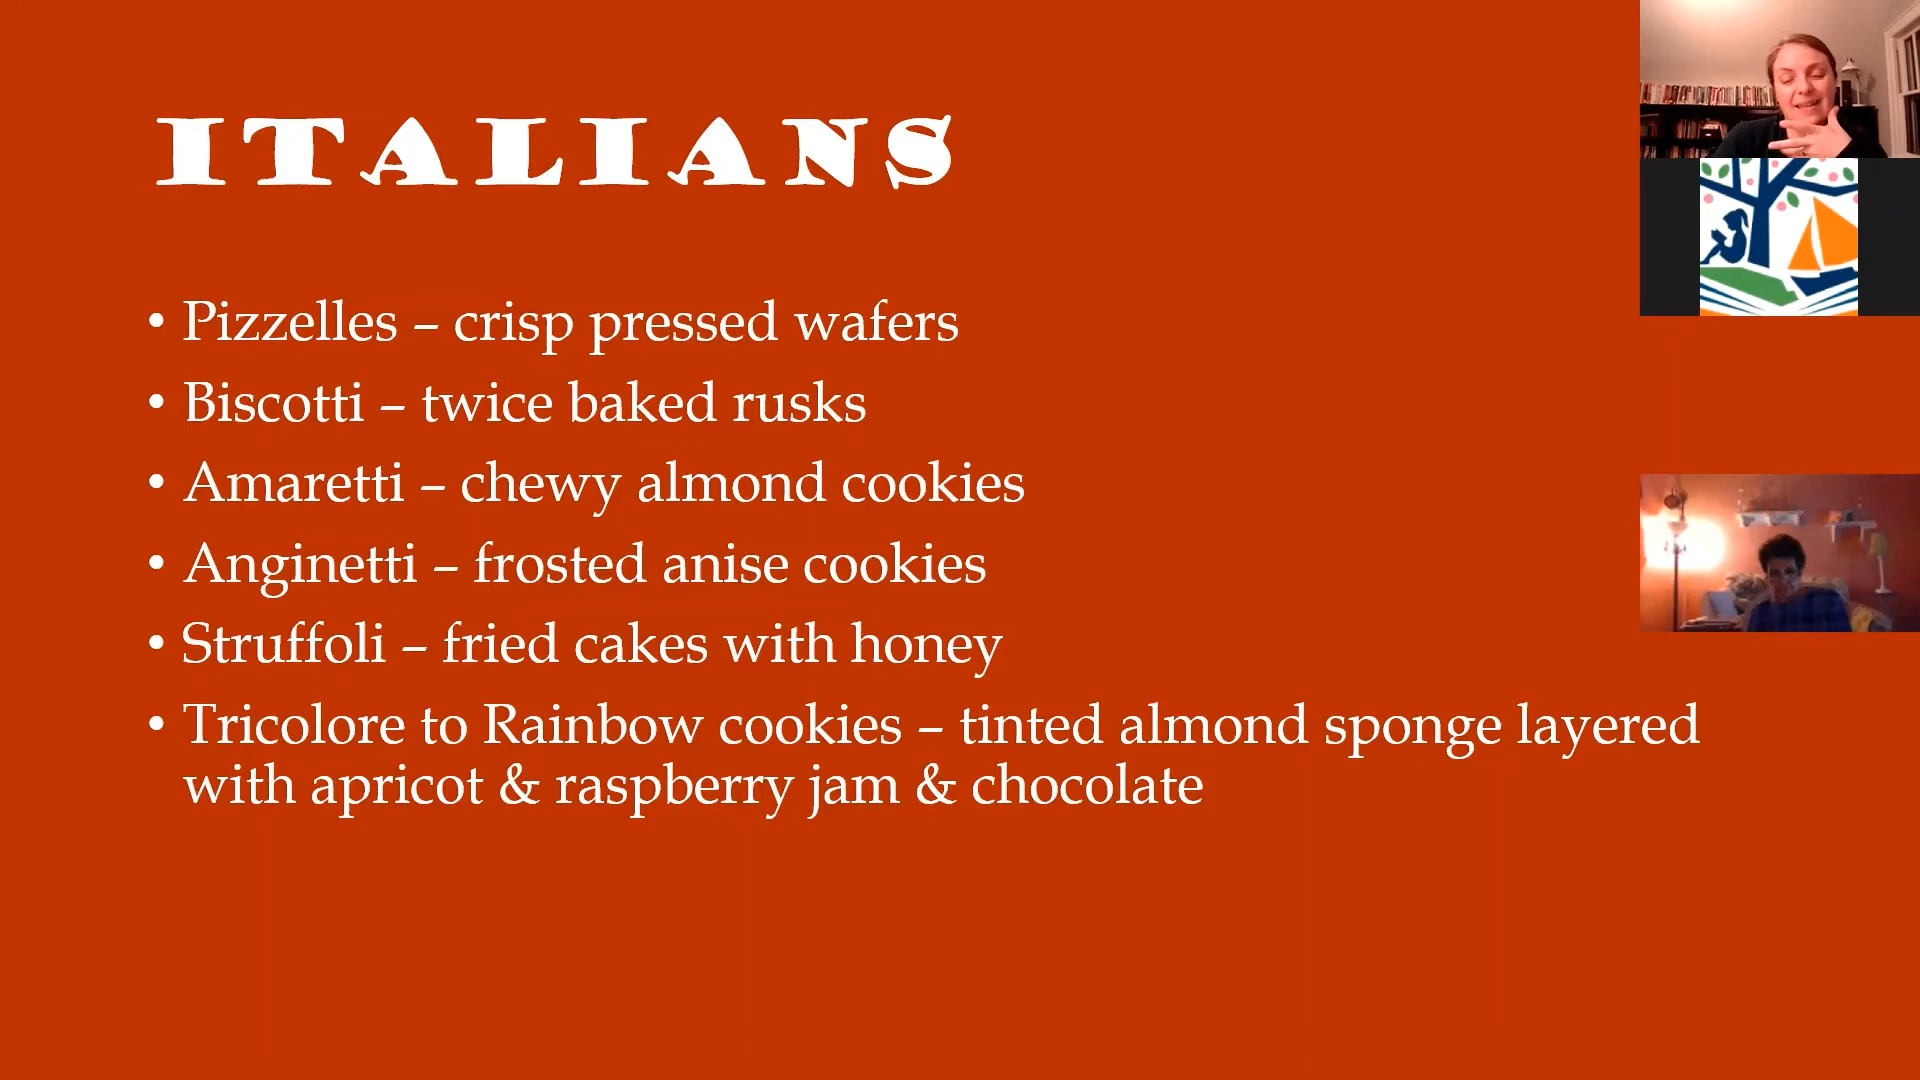 ITALIANS
• Pizzelles – crisp pressed wafers
• Biscotti – twice baked rusks
• Amaretti – chewy almond cookies
• Anginetti – frosted anise cookies
• Struffoli – fried cakes with honey
• Tricolore to Rainbow cookies – tinted almond sponge layered
with apricot & raspberry jam & chocolate